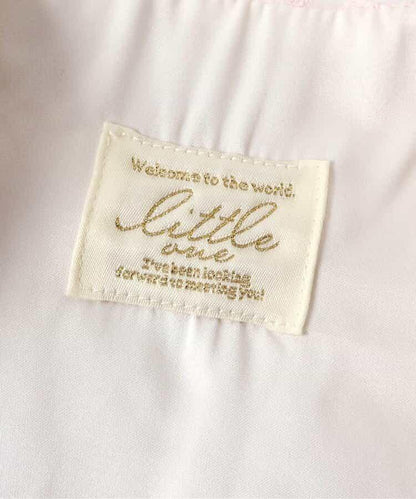 Welcome to the world,
little
one
I've been looking
forward to meeting you!